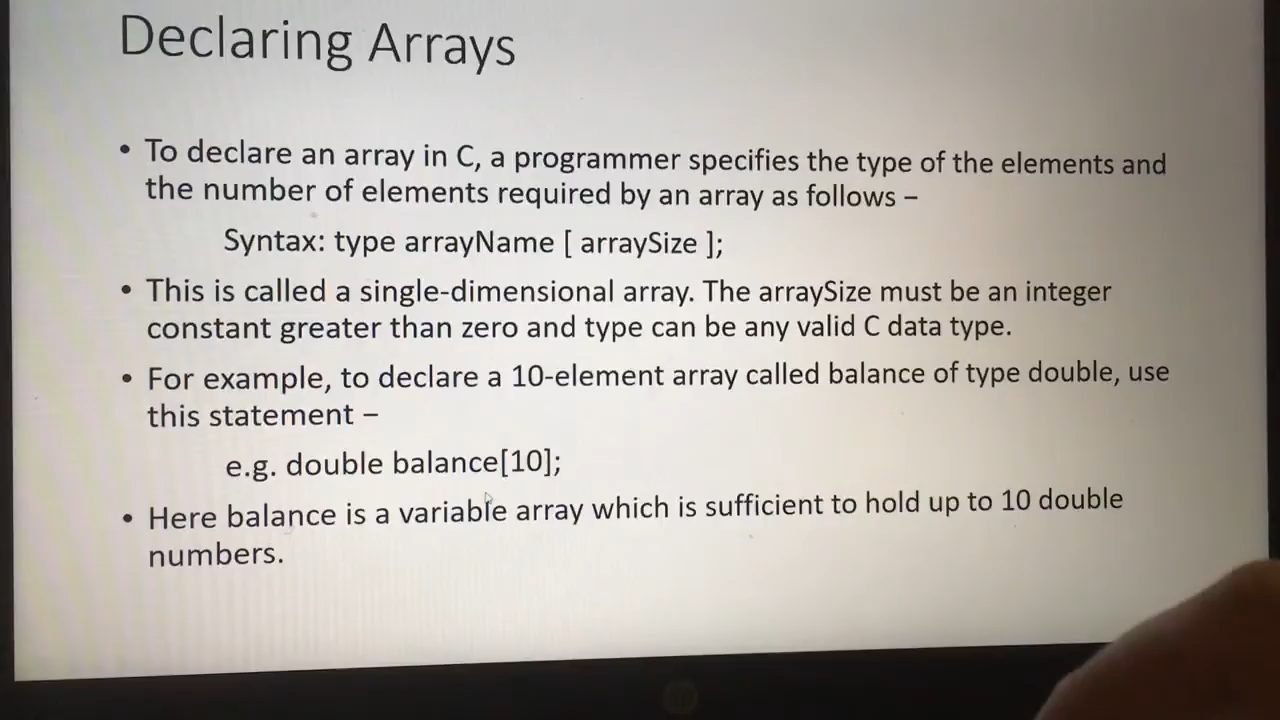 Declaring Arrays
• To declare an array in C, a programmer specifies the type of the elements and
the number of elements required by an array as follows –
Syntax: type arrayName [ arraySize ];
• This is called a single-dimensional array. The arraySize must be an integer
constant greater than zero and type can be any valid C data type.
• For example, to declare a 10-element array called balance of type double, use
this statement –
e.g. double balance[10];
• Here balance is a variable array which is sufficient to hold up to 10 double
numbers.